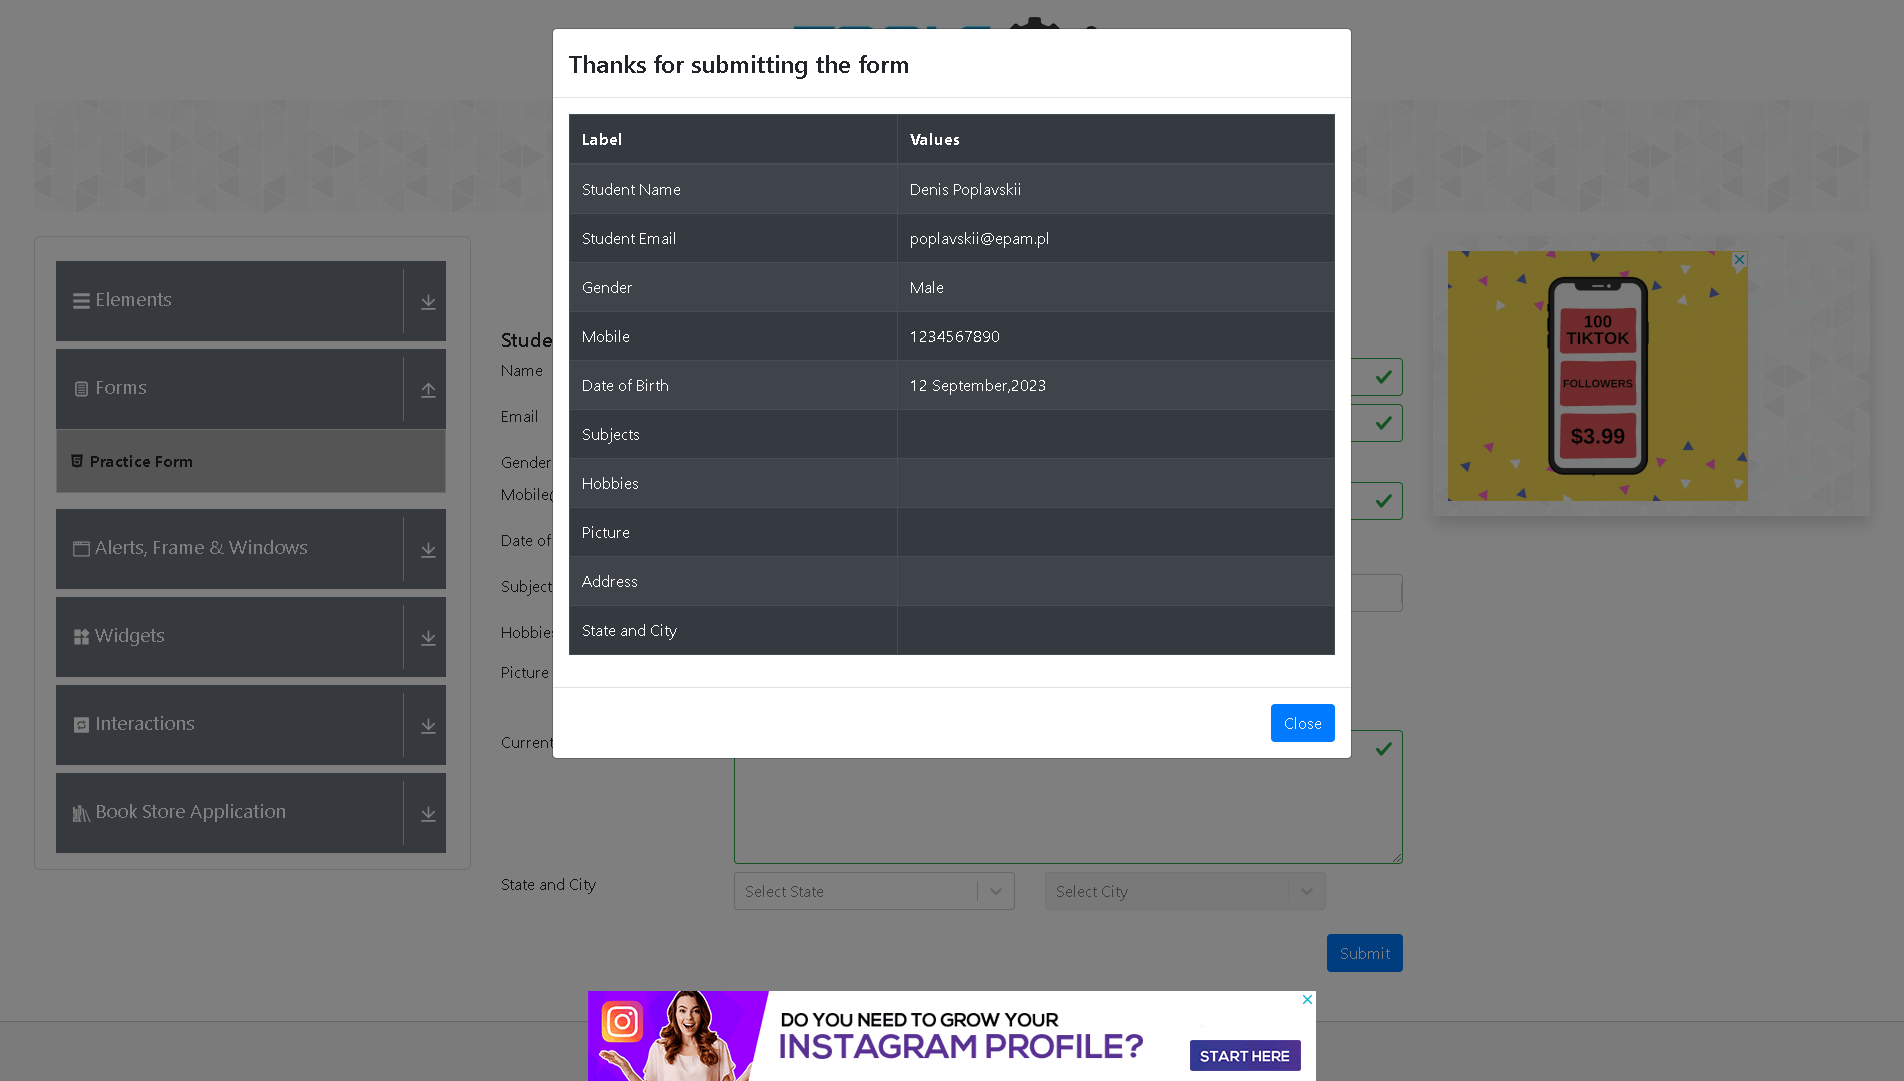 Thanks for submitting the form
Label Values
Student Name Denis Poplavskii
Student Email poplavskii@epam.pl
Gender Male
Mobile 1234567890
Date of Birth 12 September,2023
Subjects
Hobbies
Picture
Address
State and City
Close
Elements
Forms
Practice Form
Alerts, Frame & Windows
Widgets
Interactions
Book Store Application
Name
Email
Gender
Date of
Picture
Current
State and City Select State Select City
Submit
100
TIKTOK
FOLLOWERS
$3.99
DO YOU NEED TO GROW YOUR
INSTAGRAM PROFILE?
START HERE